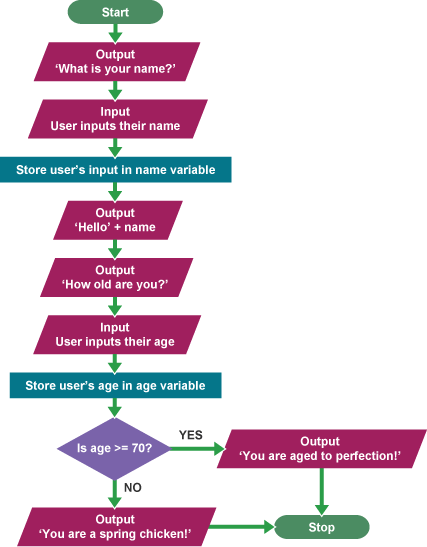 Start
Output
‘What is your name?’
Input
User inputs their name
Store user’s input in name variable
Output
‘Hello’ + name
Output
‘How old are you?’
Input
User inputs their age
Store user’s age in age variable
Is age >= 70?
YES
Output
‘You are aged to perfection!’
NO
Output
‘You are a spring chicken!’
Stop